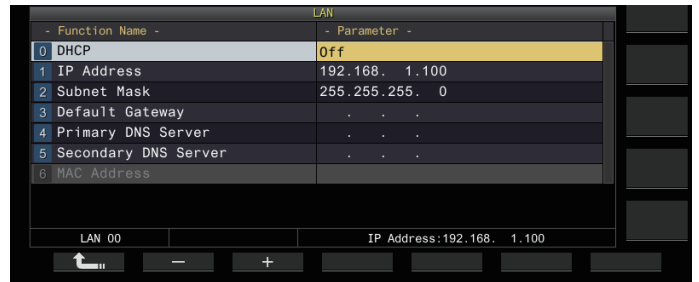 LAN
- Function Name - - Parameter -
0 DHCP Off
1 IP Address 192.168. 1.100
2 Subnet Mask 255.255.255. 0
3 Default Gateway . . .
4 Primary DNS Server . . .
5 Secondary DNS Server . . .
6 MAC Address
LAN 00 IP Address:192.168. 1.100
− +